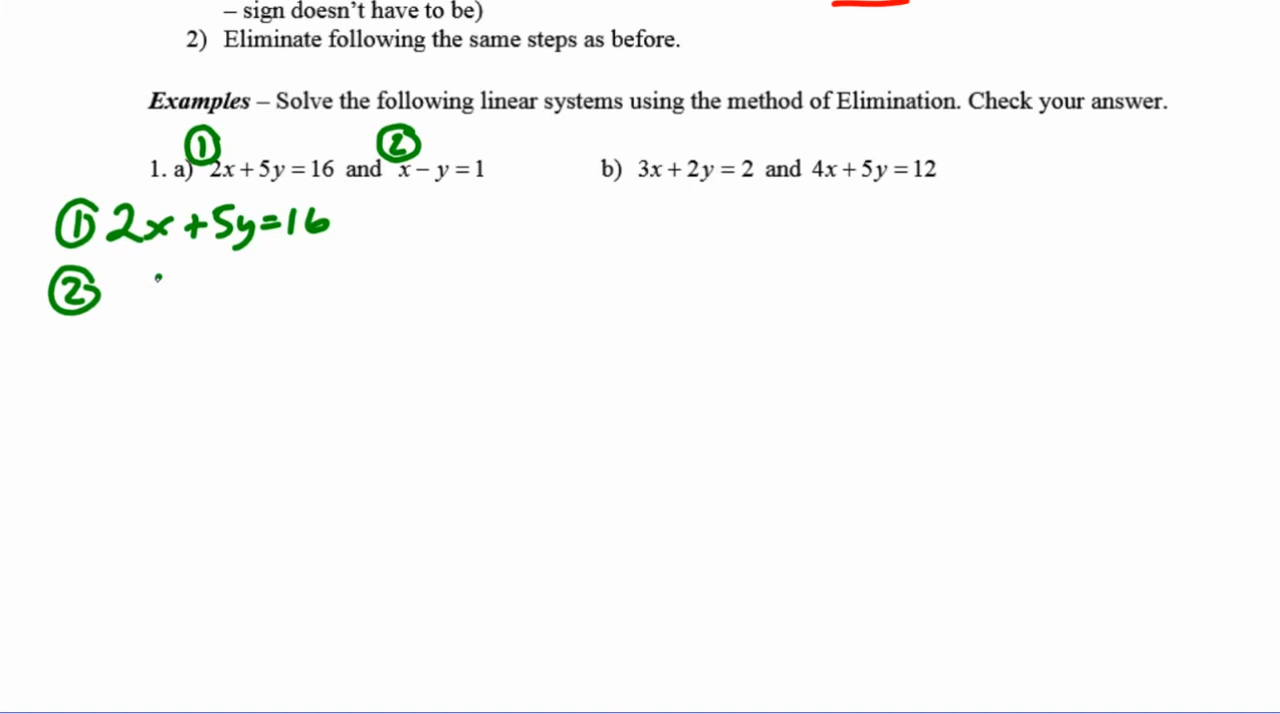 – sign doesn't have to be)
2) Eliminate following the same steps as before.
Examples – Solve the following linear systems using the method of Elimination. Check your answer.
① ②
1. a) 2x + 5y = 16 and x – y = 1 b) 3x + 2y = 2 and 4x + 5y = 12
① 2x + 5y = 16
②